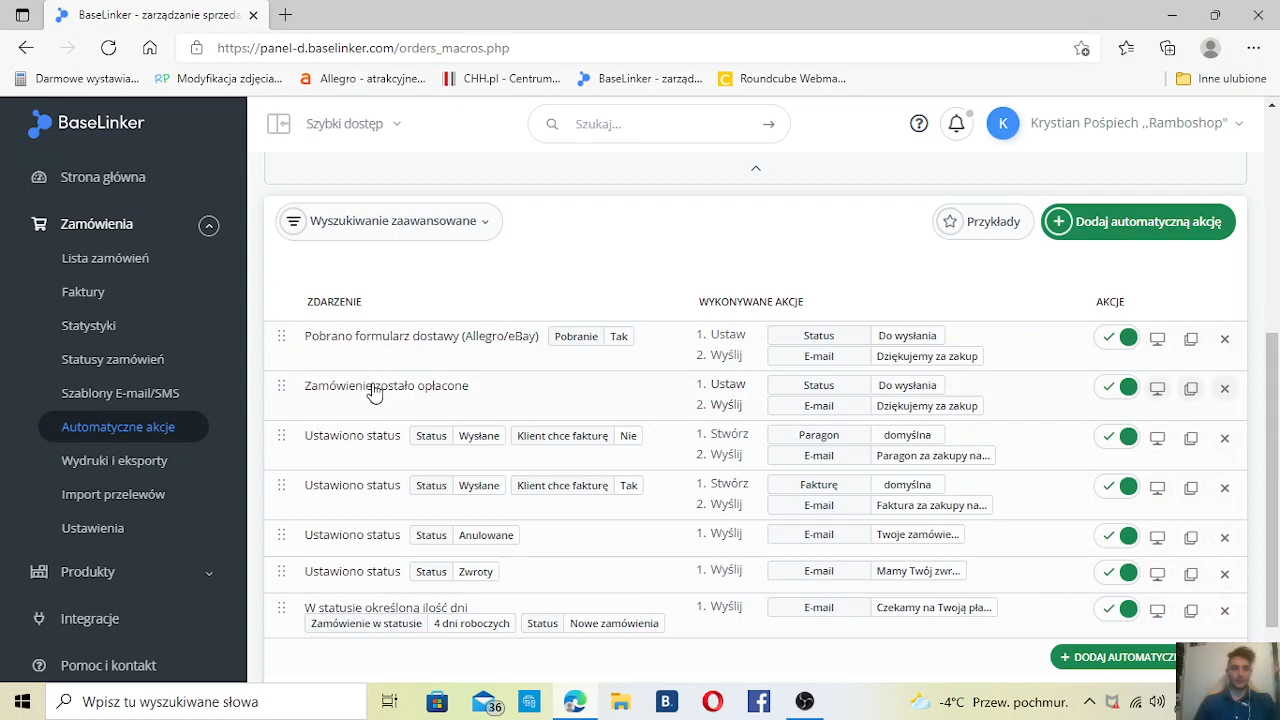 BaseLinker - zarządzanie sprzeda
https://panel-d.baselinker.com/orders_macros.php
Darmowe wystawia...
RP Modyfikacja zdjęcia...
a Allegro - atrakcyjne...
CHH.pl - Centrum...
BaseLinker - zarząd...
C Roundcube Webma...
Inne ulubione
BaseLinker
Szybki dostęp
Szukaj...
K
Krystian Pośpiech ,,Ramboshop"
Strona główna
Zamówienia
Lista zamówień
Faktury
Statystyki
Statusy zamówień
Szablony E-mail/SMS
Automatyczne akcje
Wydruki i eksporty
Import przelewów
Ustawienia
Produkty
Integracje
Pomoc i kontakt
Wyszukiwanie zaawansowane
Przykłady
Dodaj automatyczną akcję
ZDARZENIE WYKONYWANE AKCJE AKCJE
Pobrano formularz dostawy (Allegro/eBay) Pobranie Tak
1. Ustaw Status Do wysłania
2. Wyślij E-mail Dziękujemy za zakup
Zamówienie zostało opłacone
1. Ustaw Status Do wysłania
2. Wyślij E-mail Dziękujemy za zakup
Ustawiono status Status Wysłane Klient chce fakturę Nie
1. Stwórz Paragon domyślna
2. Wyślij E-mail Paragon za zakupy na...
Ustawiono status Status Wysłane Klient chce fakturę Tak
1. Stwórz Fakturę domyślna
2. Wyślij E-mail Faktura za zakupy na...
Ustawiono status Status Anulowane
1. Wyślij E-mail Twoje zamówie...
Ustawiono status Status Zwroty
1. Wyślij E-mail Mamy Twój zwr...
W statusie określoną ilość dni
1. Wyślij E-mail Czekamy na Twoją pła...
Zamówienie w statusie 4 dni roboczych Status Nowe zamówienia
+ DODAJ AUTOMATYCZ
Wpisz tu wyszukiwane słowa
36
B.
-4°C Przew. pochmur.